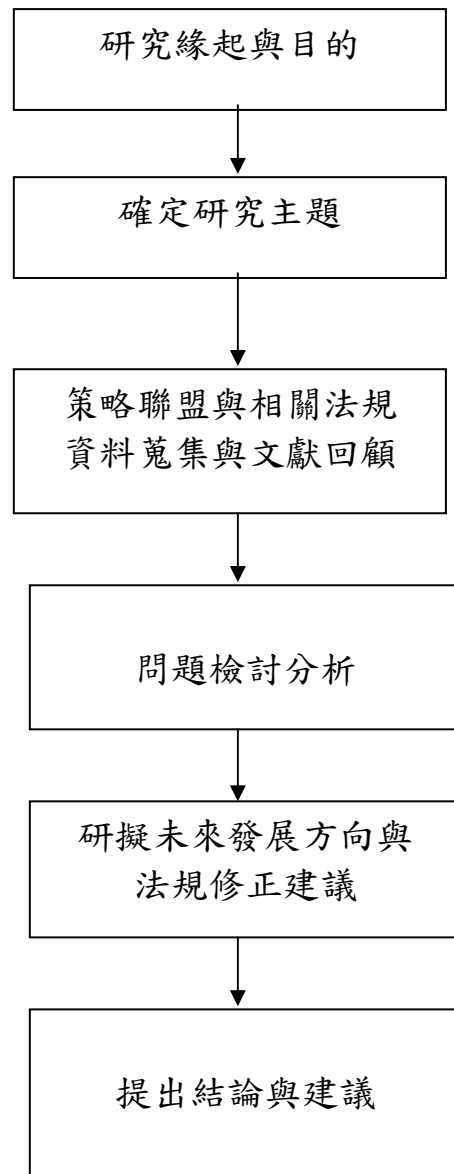 研究緣起與目的
確定研究主題
策略聯盟與相關法規
資料蒐集與文獻回顧
問題檢討分析
研擬未來發展方向與
法規修正建議
提出結論與建議